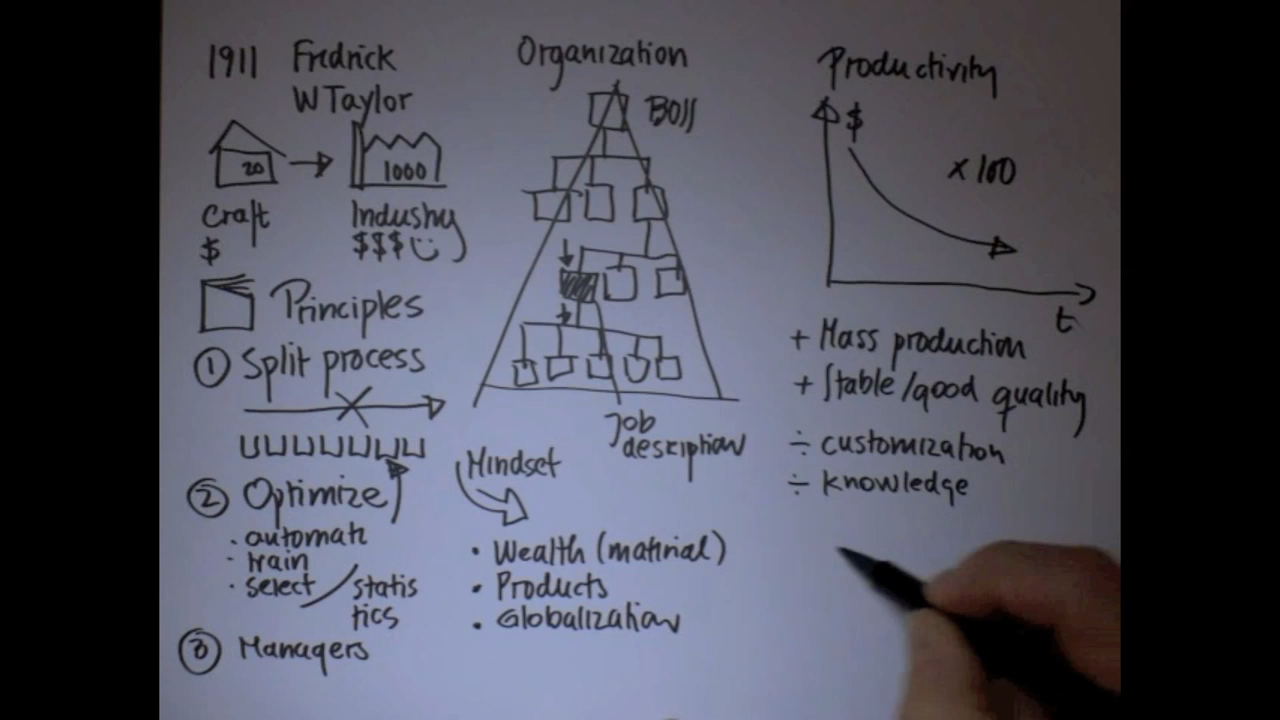 1911 Fredrick
W Taylor
20
1000
Craft
$
Industry
$$$
Principles
1 Split process
2 Optimize
· automate
· train
· select / statis
tics
3 Managers
Organization
BOSS
Job
description
Mindset
• Wealth (material)
• Products
• Globalization
Productivity
$
x 100
t
+ Mass production
+ Stable/good quality
÷ customization
÷ knowledge